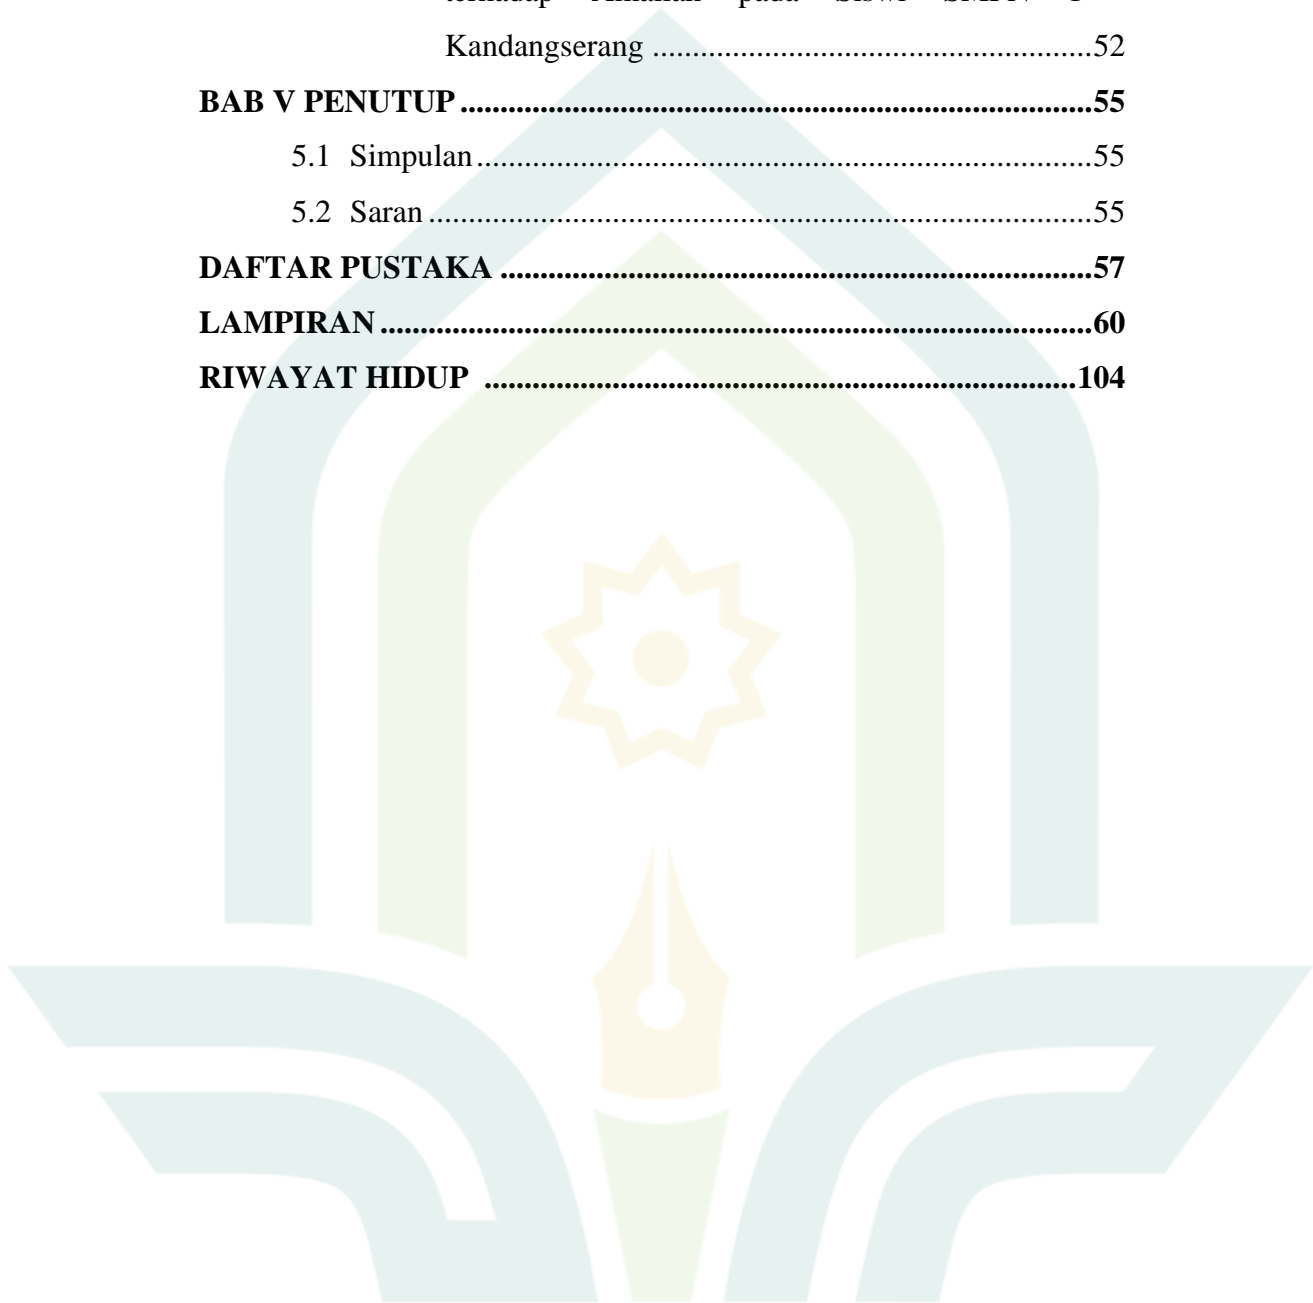 terhadap pada Siswi SMPN 1
Kandangserang ........................................................52
BAB V PENUTUP ..............................................................................55
5.1 Simpulan ............................................................................55
5.2 Saran ..................................................................................55
DAFTAR PUSTAKA .........................................................................57
LAMPIRAN ........................................................................................60
RIWAYAT HIDUP .........................................................................104